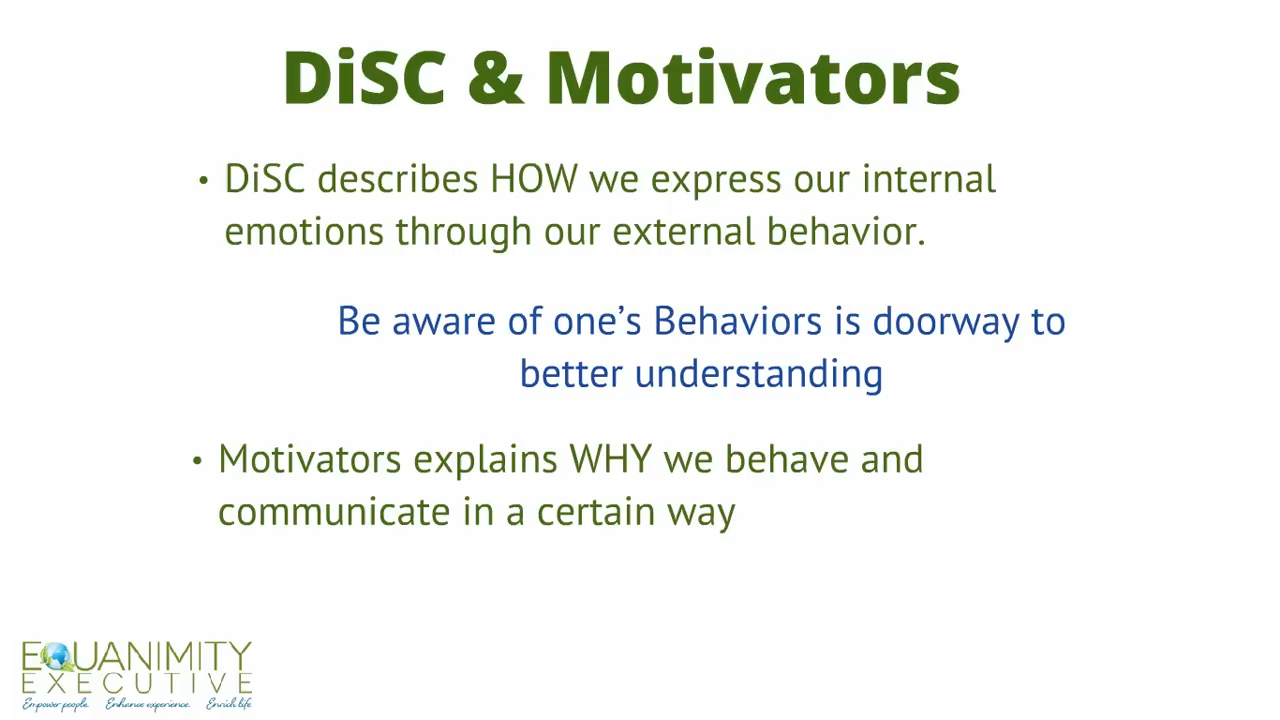 DiSC & Motivators
• DiSC describes HOW we express our internal
emotions through our external behavior.
Be aware of one’s Behaviors is doorway to
better understanding
• Motivators explains WHY we behave and
communicate in a certain way
EQUANIMITY
EXECUTIVE
Empower people. Enhance experience. Enrich life.